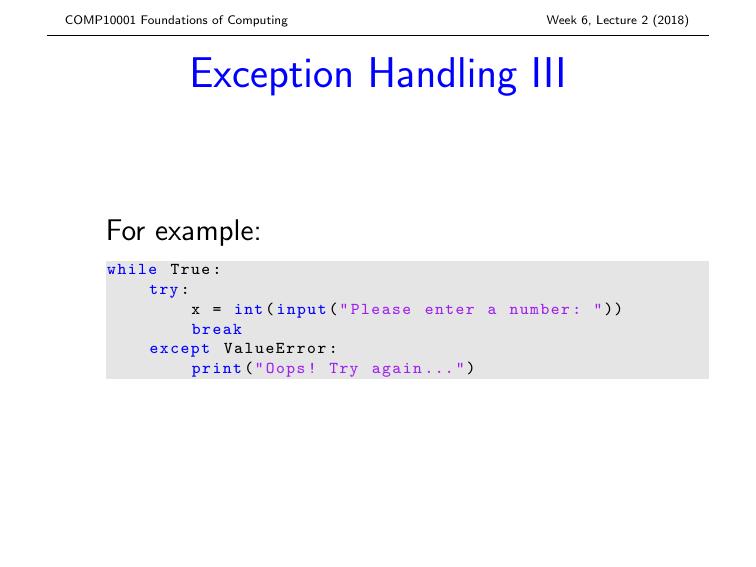 COMP10001 Foundations of Computing Week 6, Lecture 2 (2018)
Exception Handling III
For example:
while True:
    try:
        x = int(input("Please enter a number: "))
        break
    except ValueError:
        print("Oops! Try again...")